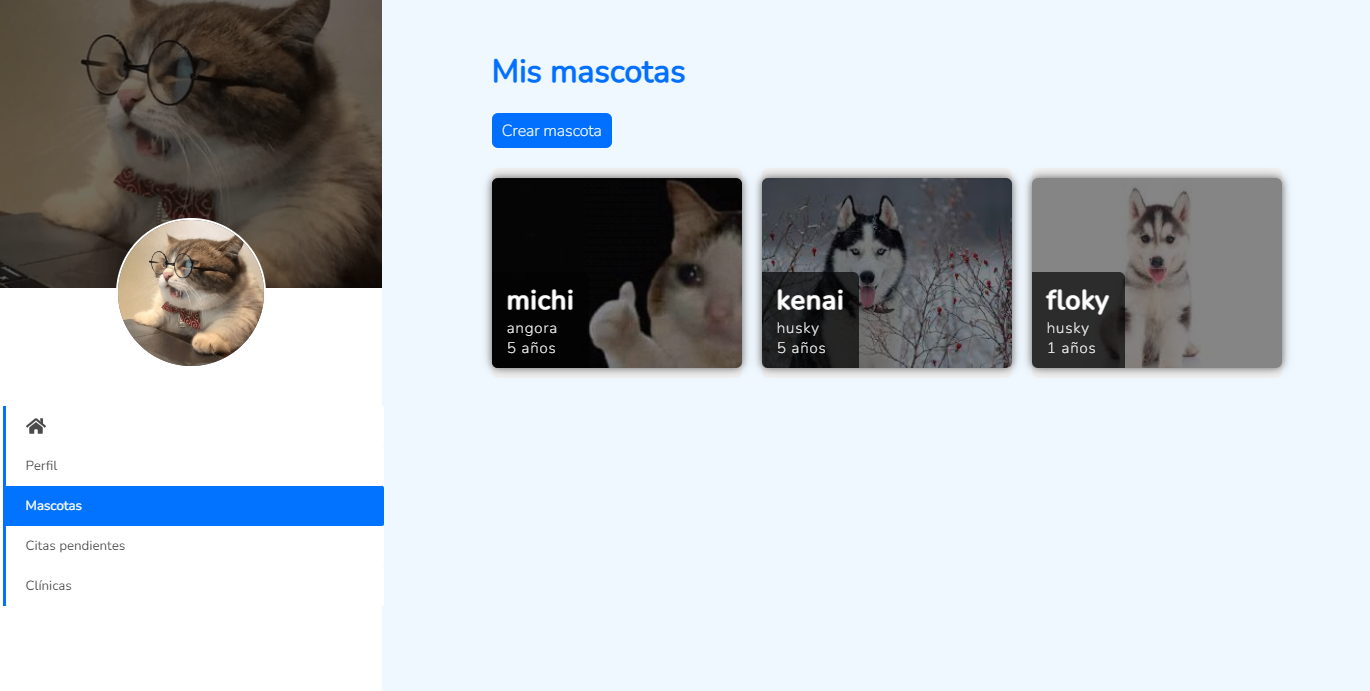 Mis mascotas
Crear mascota
michi
angora
5 años
kenai
husky
5 años
floky
husky
1 años
Perfil
Mascotas
Citas pendientes
Clínicas